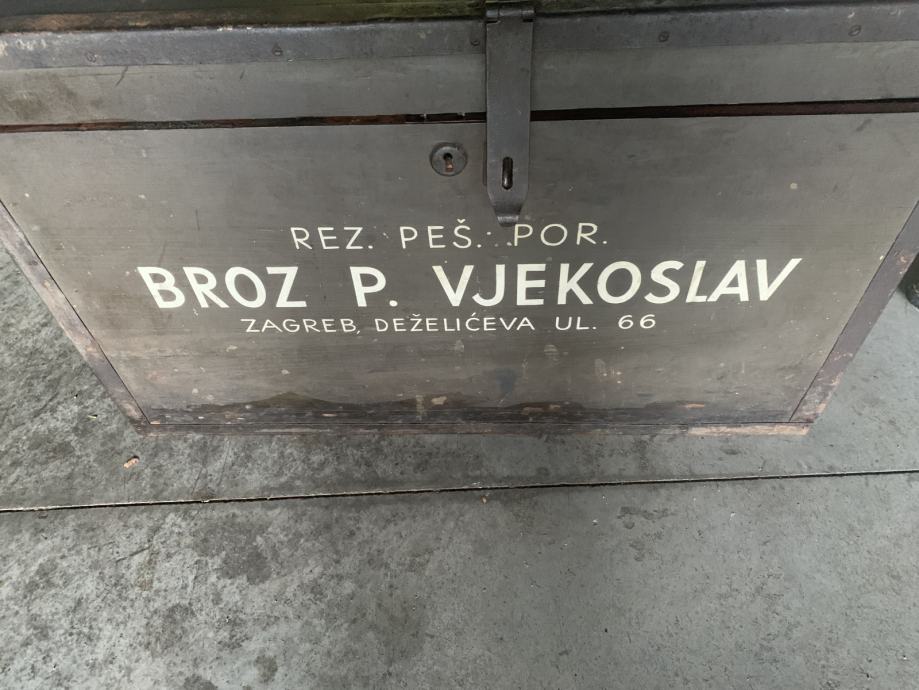 REZ. PEŠ. POR.
BROZ P. VJEKOSLAV
ZAGREB, DEŽELIĆEVA UL. 66